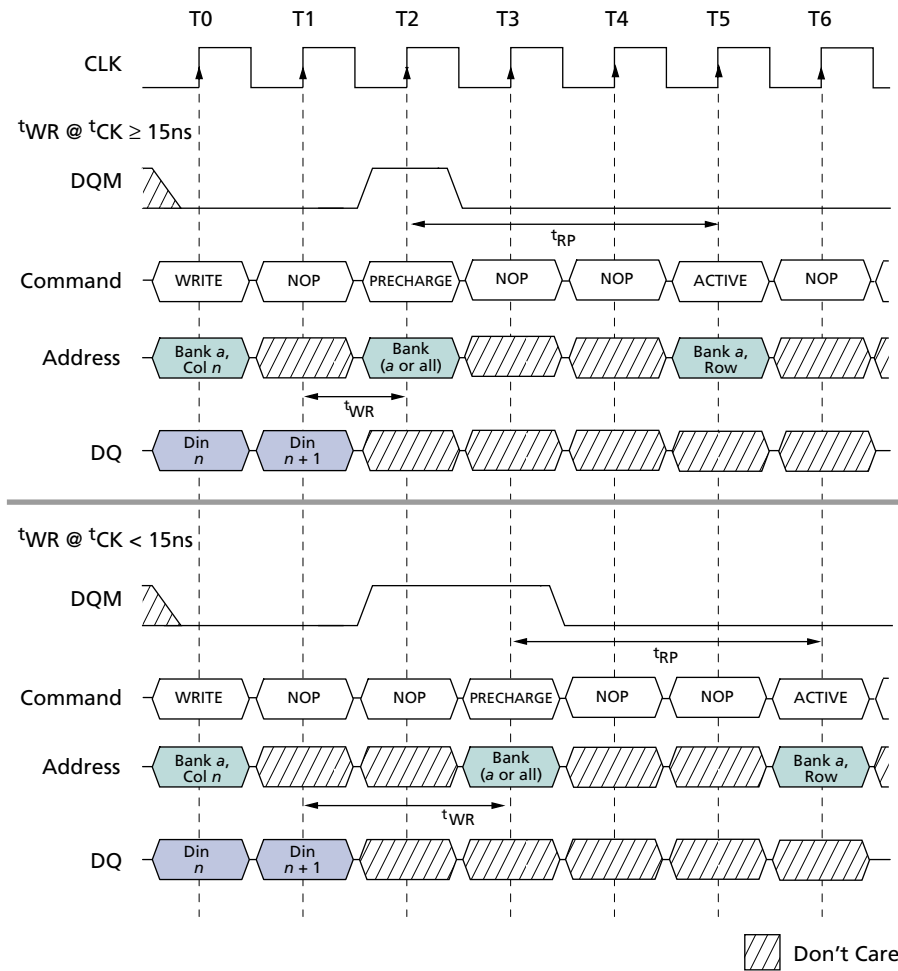 T0 T1 T2 T3 T4 T5 T6
CLK
tWR @ tCK ≥ 15ns
DQM
tRP
Command WRITE NOP PRECHARGE NOP NOP ACTIVE NOP
Address Bank a, Col n Bank (a or all) Bank a, Row
tWR
DQ Din n Din n + 1
tWR @ tCK < 15ns
DQM
tRP
Command WRITE NOP NOP PRECHARGE NOP NOP ACTIVE
Address Bank a, Col n Bank (a or all) Bank a, Row
tWR
DQ Din n Din n + 1
Don't Care